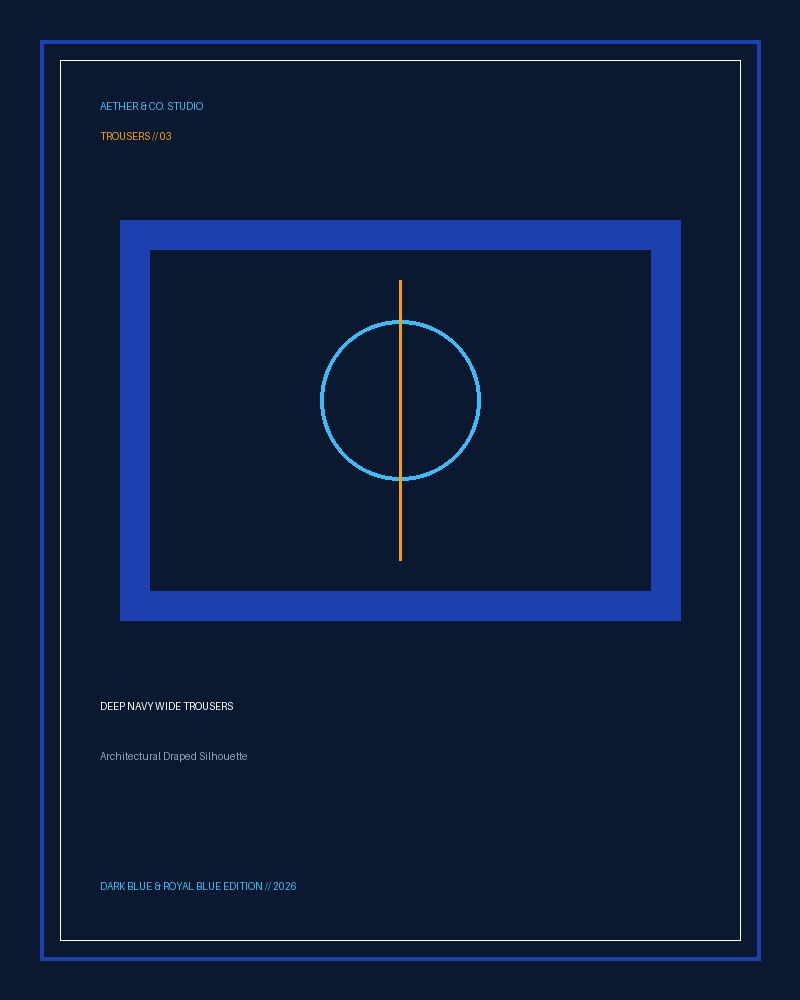 AETHER & CO. STUDIO
TROUSERS // 03
DEEP NAVY WIDE TROUSERS
Architectural Draped Silhouette
DARK BLUE & ROYAL BLUE EDITION // 2026